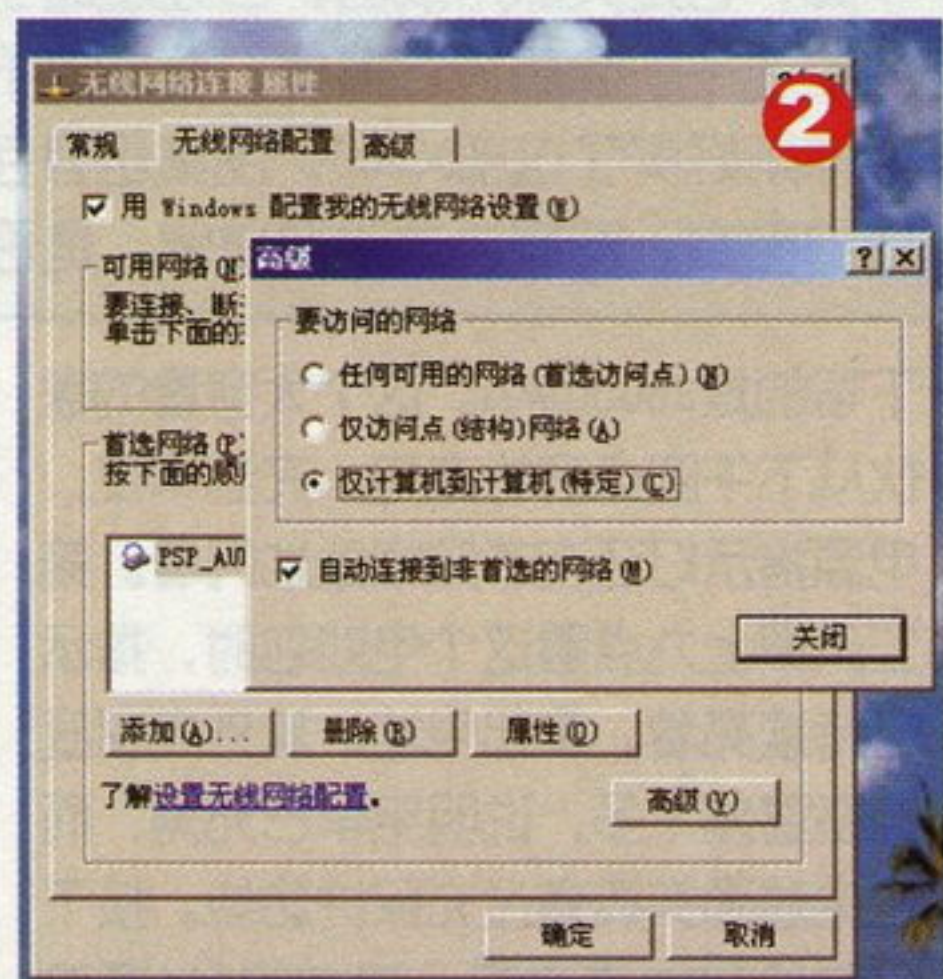 无线网络连接 属性
2
常规 无线网络配置 高级
用 Windows 配置我的无线网络设置(W)
可用网络(N)
要连接、断
单击下面的
高级
要访问的网络
任何可用的网络(首选访问点)(N)
仅访问点(结构)网络(A)
仅计算机到计算机(特定)(C)
自动连接到非首选的网络(N)
关闭
首选网络(P)
按下面的顺
PSP_AUL
添加(A)... 删除(R) 属性(O)
了解设置无线网络配置。
高级(V)
确定 取消